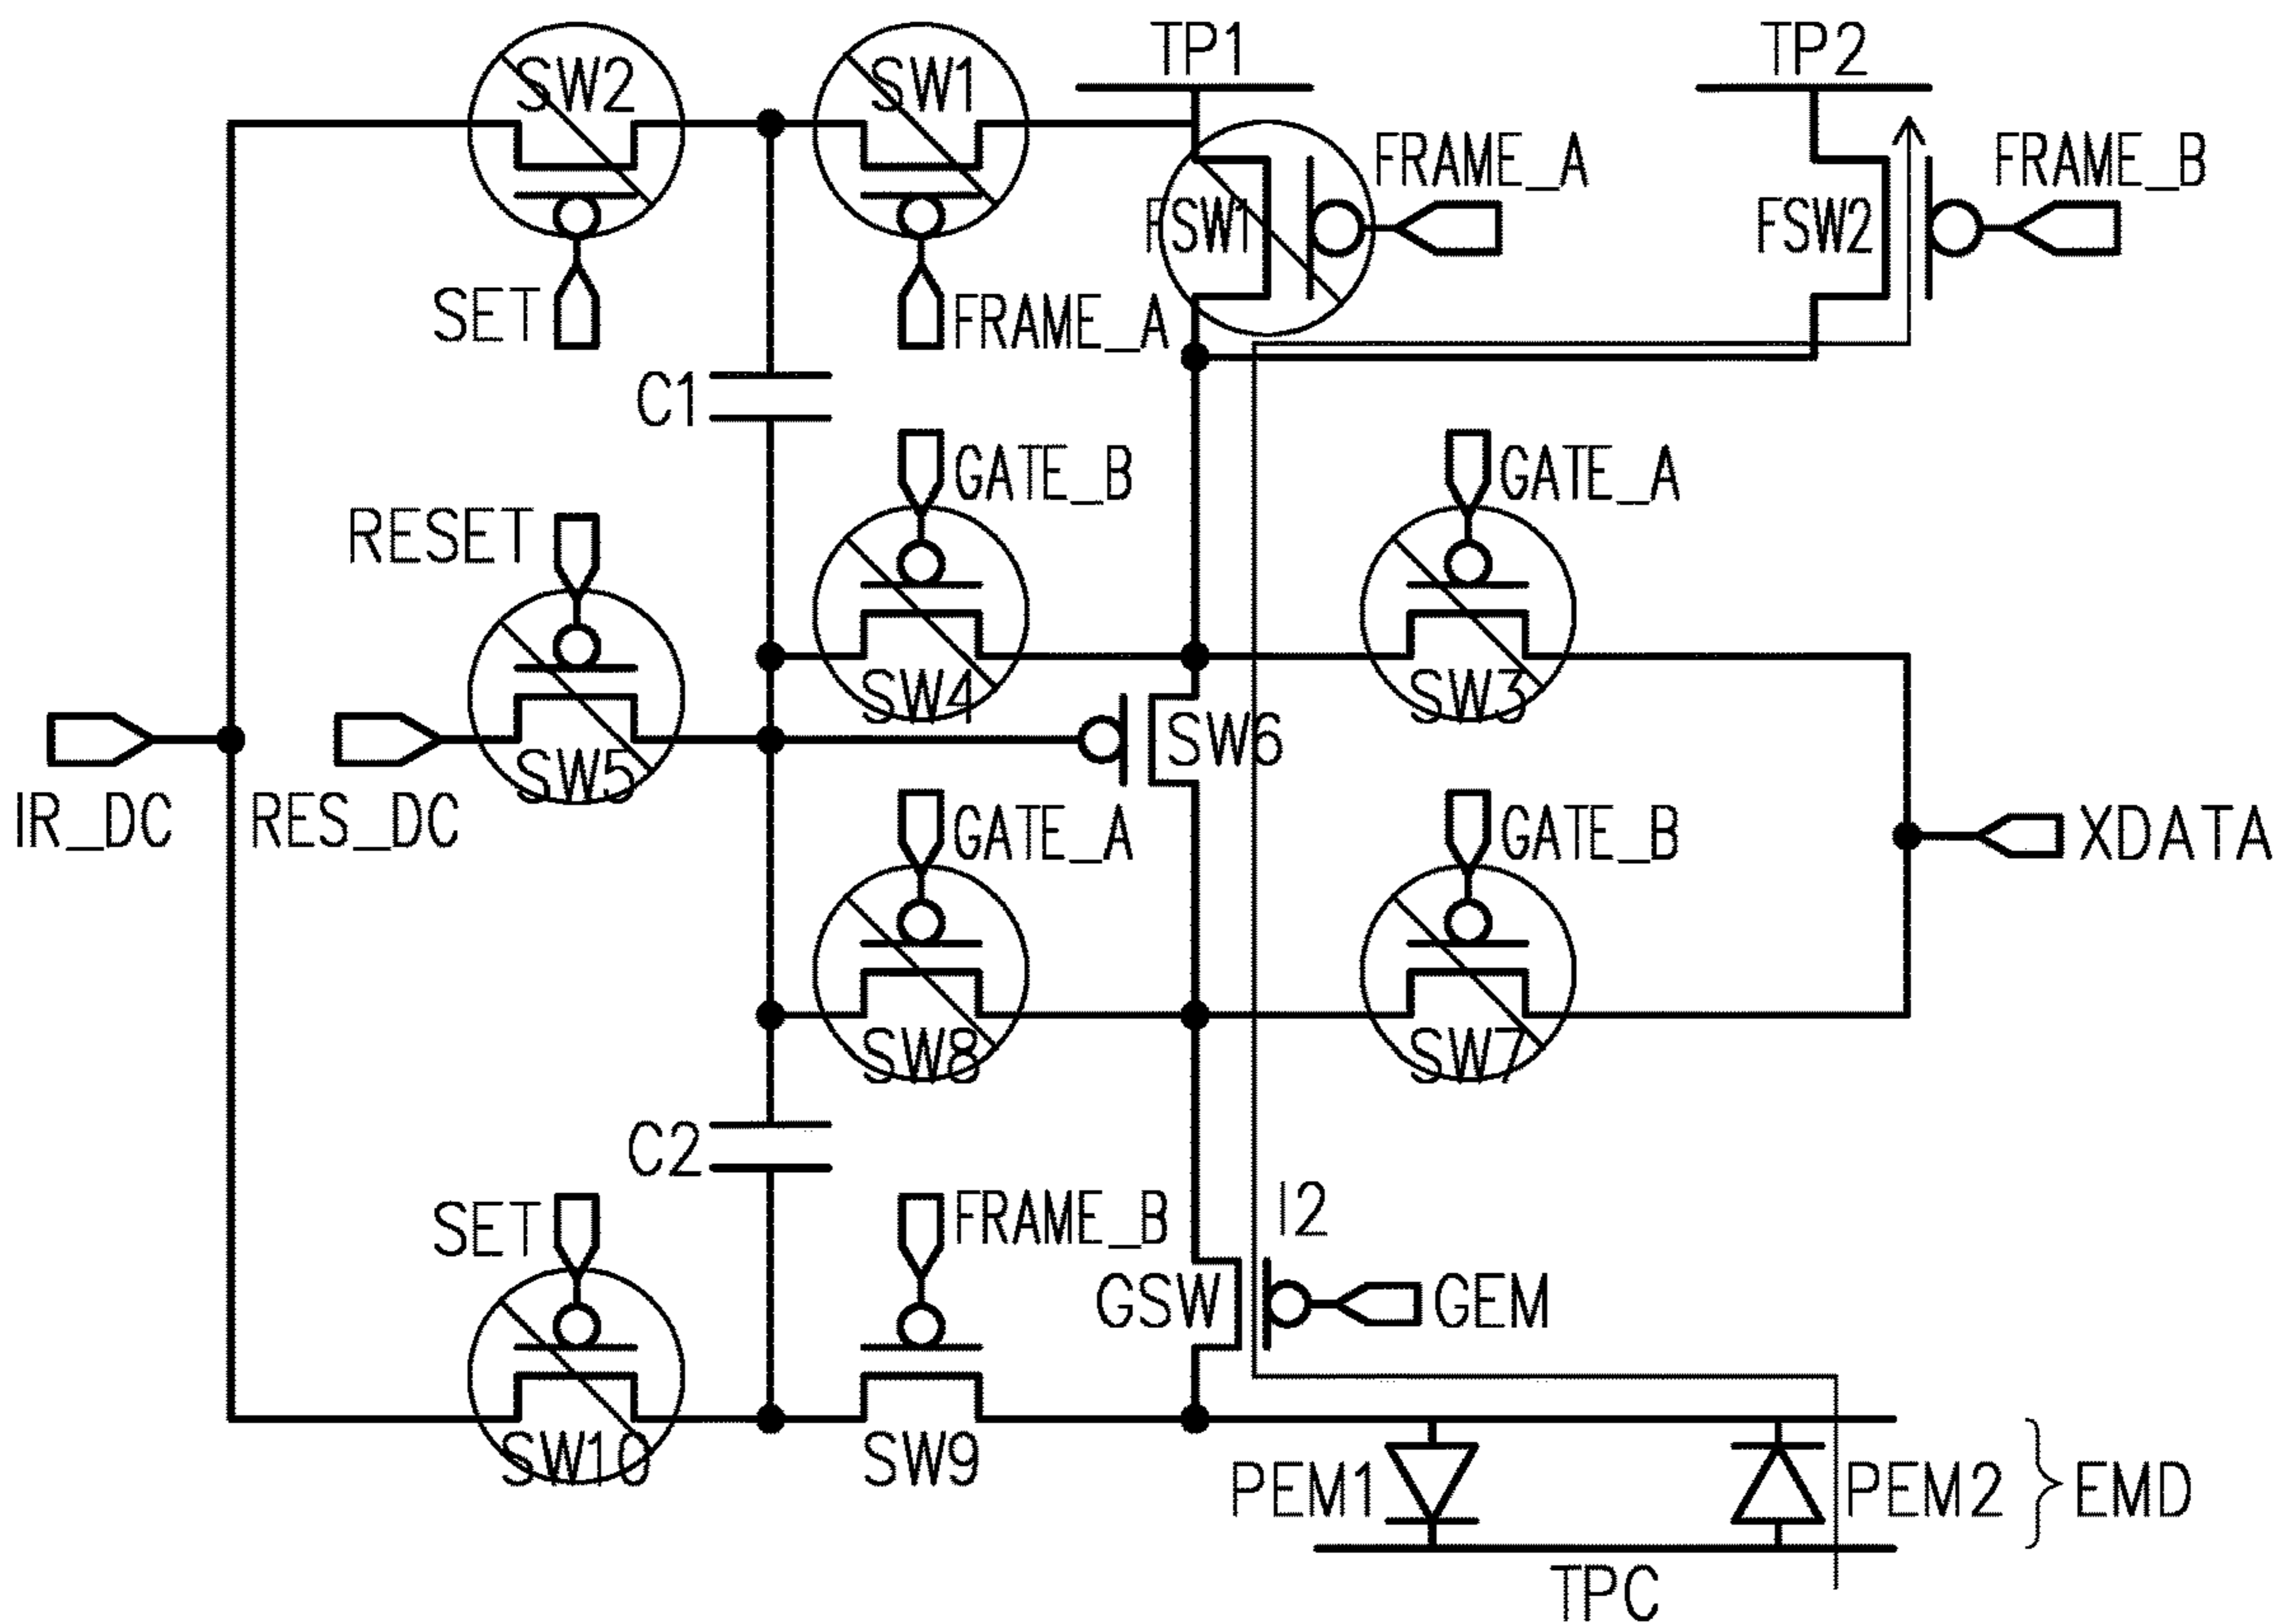 TP1
TP2
SW2
SW1
FRAME_A
FRAME_B
FSW1
FSW2
SET
FRAME_A
C1
GATE_B
GATE_A
RESET
SW4
SW3
SW6
SW5
IR_DC
RES_DC
GATE_A
GATE_B
XDATA
SW8
SW7
C2
SET
FRAME_B
I2
GSW
GEM
SW10
SW9
PEM1
PEM2
EMD
TPC